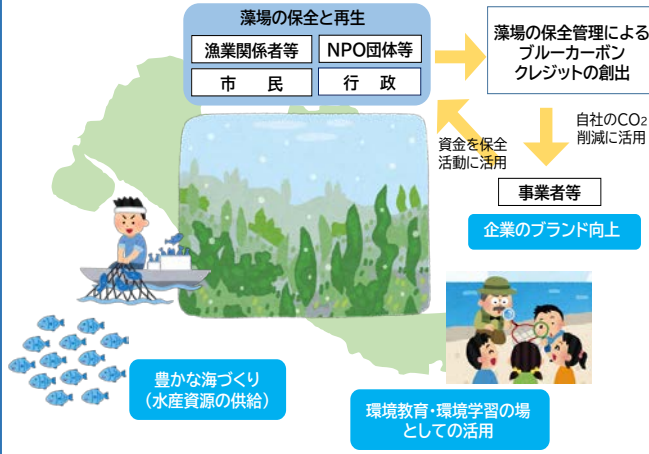 藻場の保全と再生
漁業関係者等
NPO団体等
市　民
行　政
藻場の保全管理による
ブルーカーボン
クレジットの創出
資金を保全
活動に活用
自社のCO₂
削減に活用
事業者等
企業のブランド向上
豊かな海づくり
（水産資源の供給）
環境教育・環境学習の場
としての活用